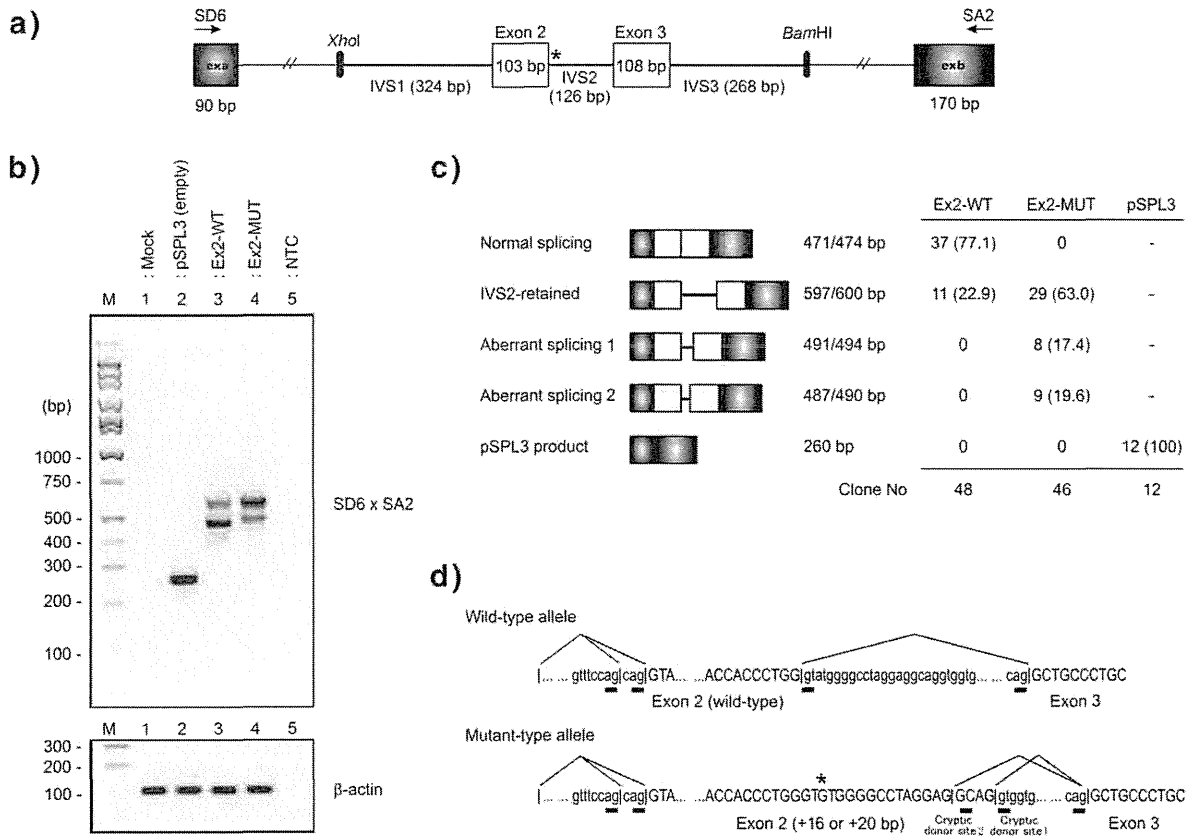 a)
SD6
SA2
XhoI
Exon 2
*
Exon 3
BamHI
exa
103 bp
108 bp
exb
IVS1 (324 bp)
IVS2
(126 bp)
IVS3 (268 bp)
90 bp
170 bp
b)
: Mock
: pSPL3 (empty)
: Ex2-WT
: Ex2-MUT
: NTC
M 1 2 3 4 5
(bp)
1000 -
750 -
500 -
400 -
300 -
200 -
100 -
SD6 x SA2
M 1 2 3 4 5
300 -
200 -
100 -
β-actin
c)
Ex2-WT Ex2-MUT pSPL3
Normal splicing 471/474 bp 37 (77.1) 0 -
IVS2-retained 597/600 bp 11 (22.9) 29 (63.0) -
Aberrant splicing 1 491/494 bp 0 8 (17.4) -
Aberrant splicing 2 487/490 bp 0 9 (19.6) -
pSPL3 product 260 bp 0 0 12 (100)
Clone No 48 46 12
d)
Wild-type allele
|... ...gtttccag|cag|GTA... ...ACCACCCTGG|gtatggggcctaggaggcaggtggtg... ...cag|GCTGCCCTGC
Exon 2 (wild-type) Exon 3
Mutant-type allele
*
|... ...gtttccag|cag|GTA... ...ACCACCCTGGGTGTGGGGCCTAGGAG|GCAG|gtggtg... ...cag|GCTGCCCTGC
Exon 2 (+16 or +20 bp) Cryptic donor site Cryptic donor site Exon 3